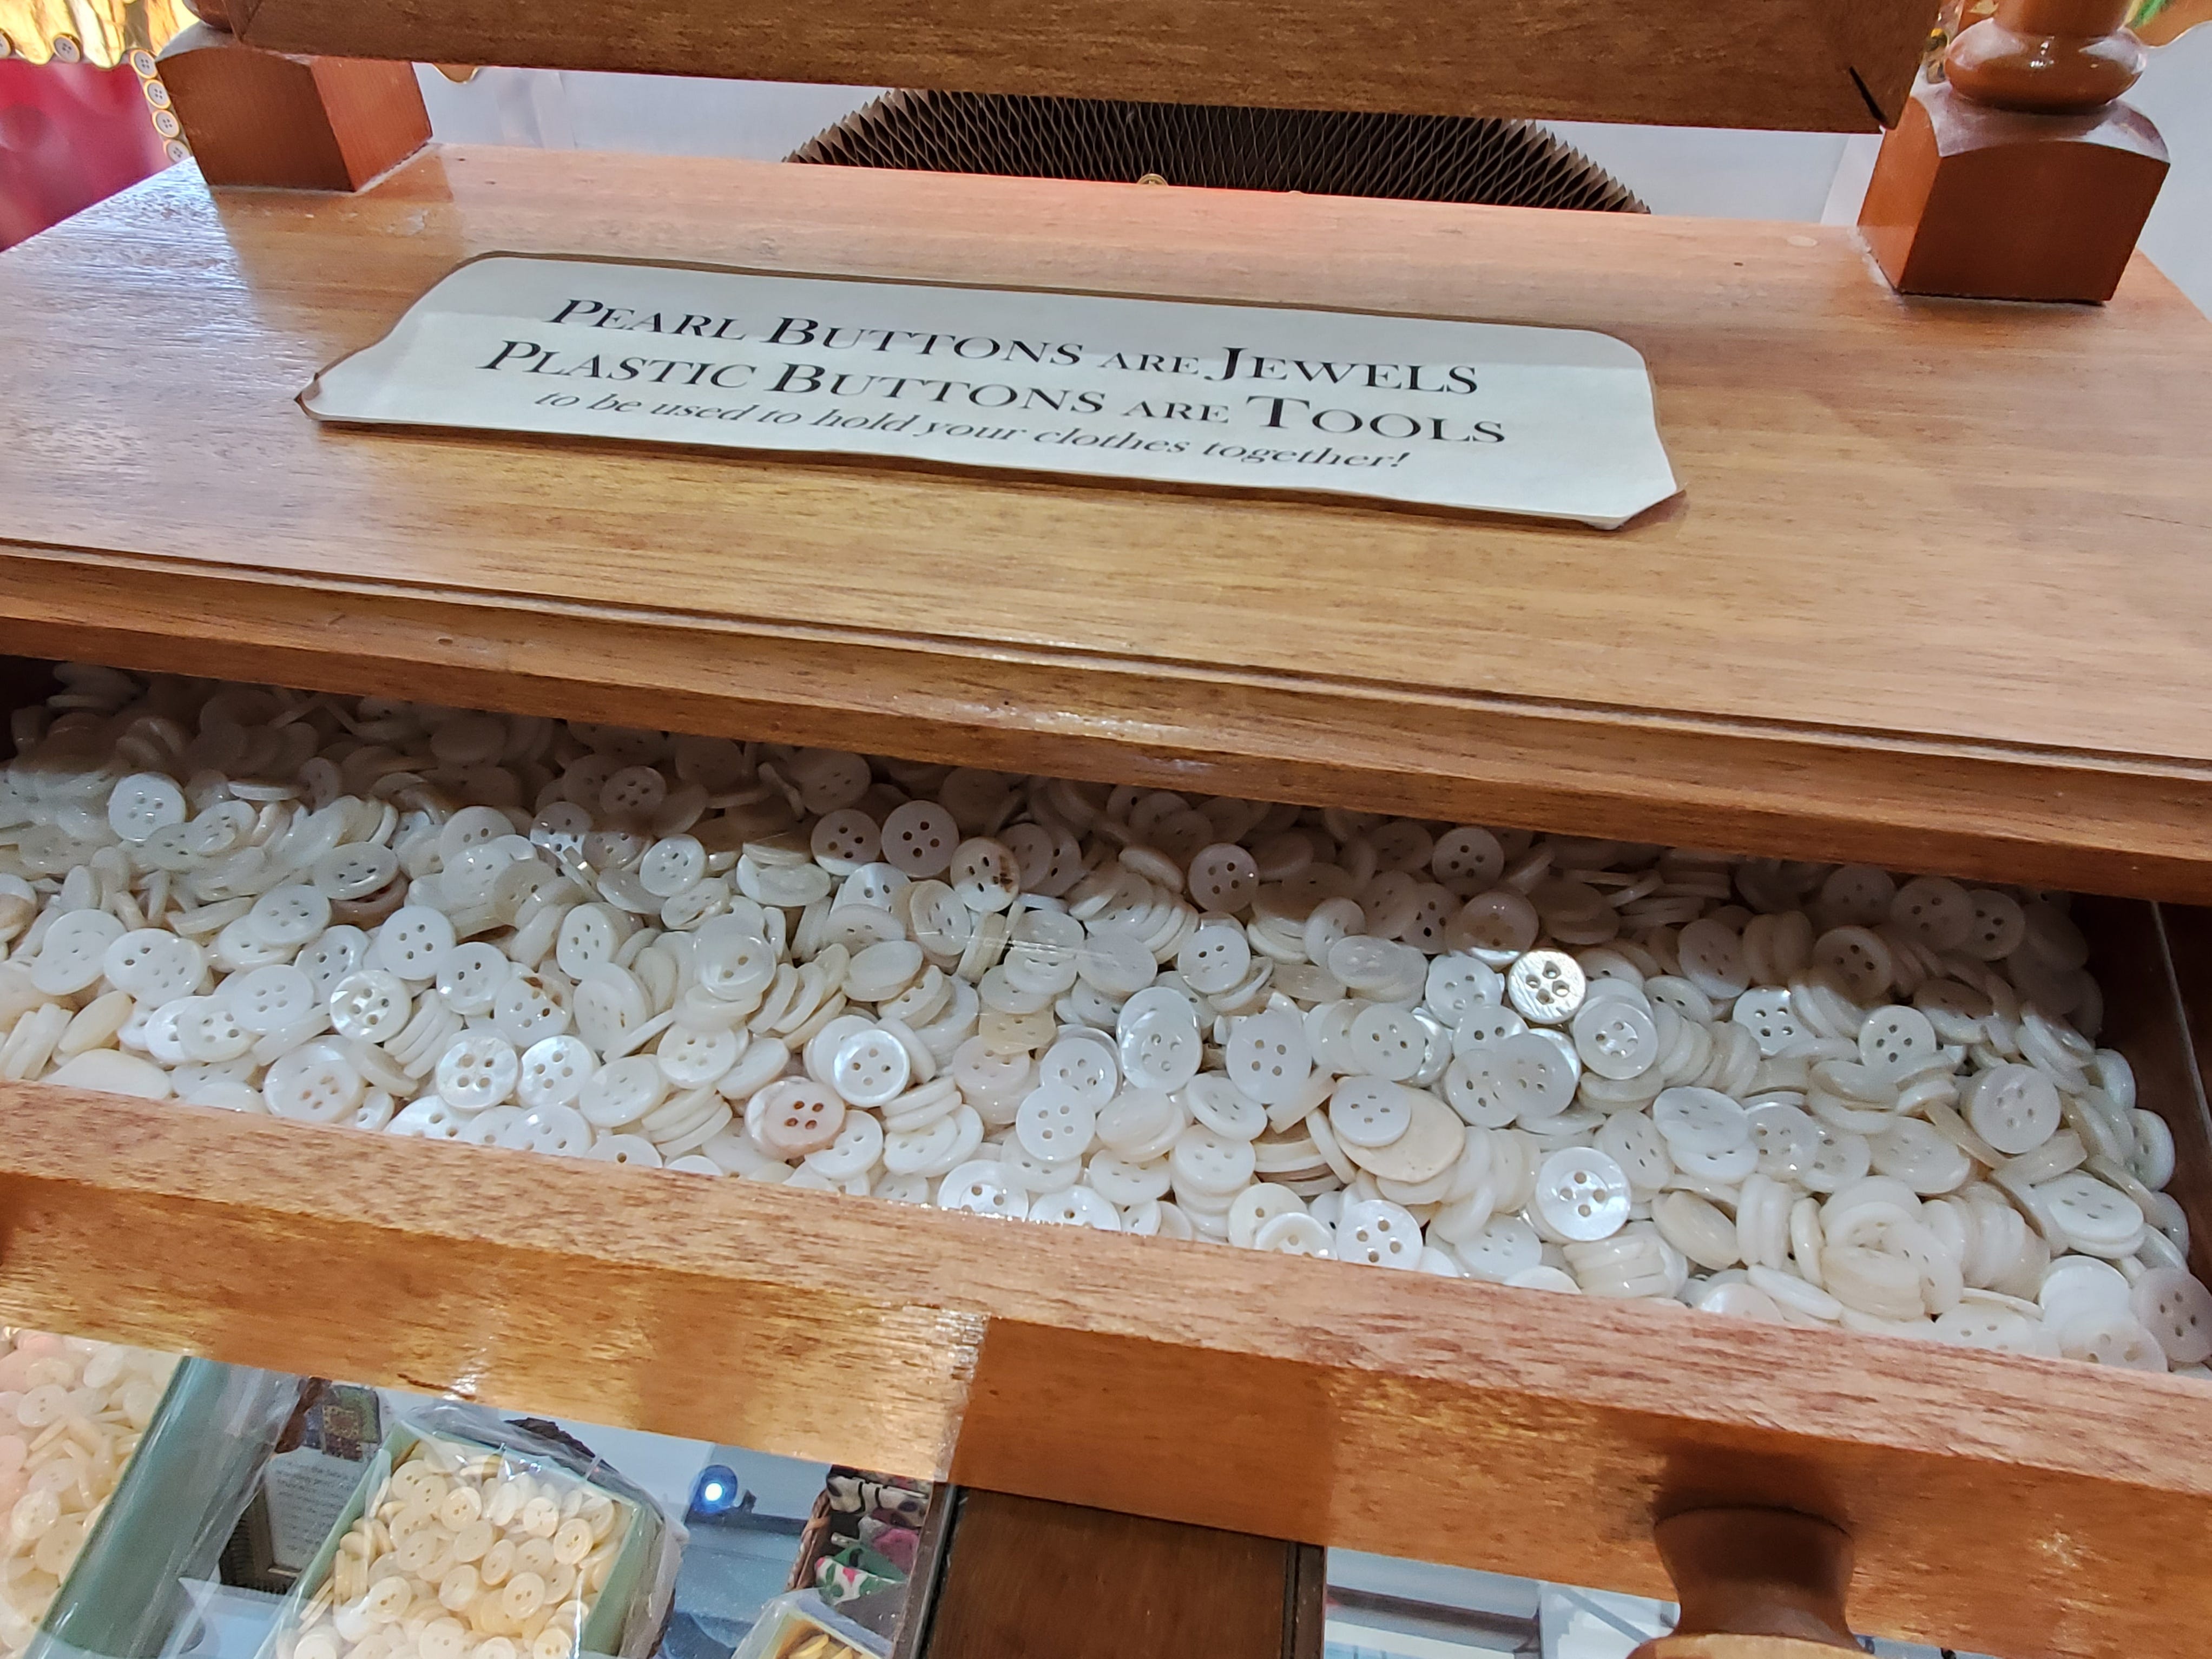 PEARL BUTTONS ARE JEWELS
PLASTIC BUTTONS ARE TOOLS
to be used to hold your clothes together!